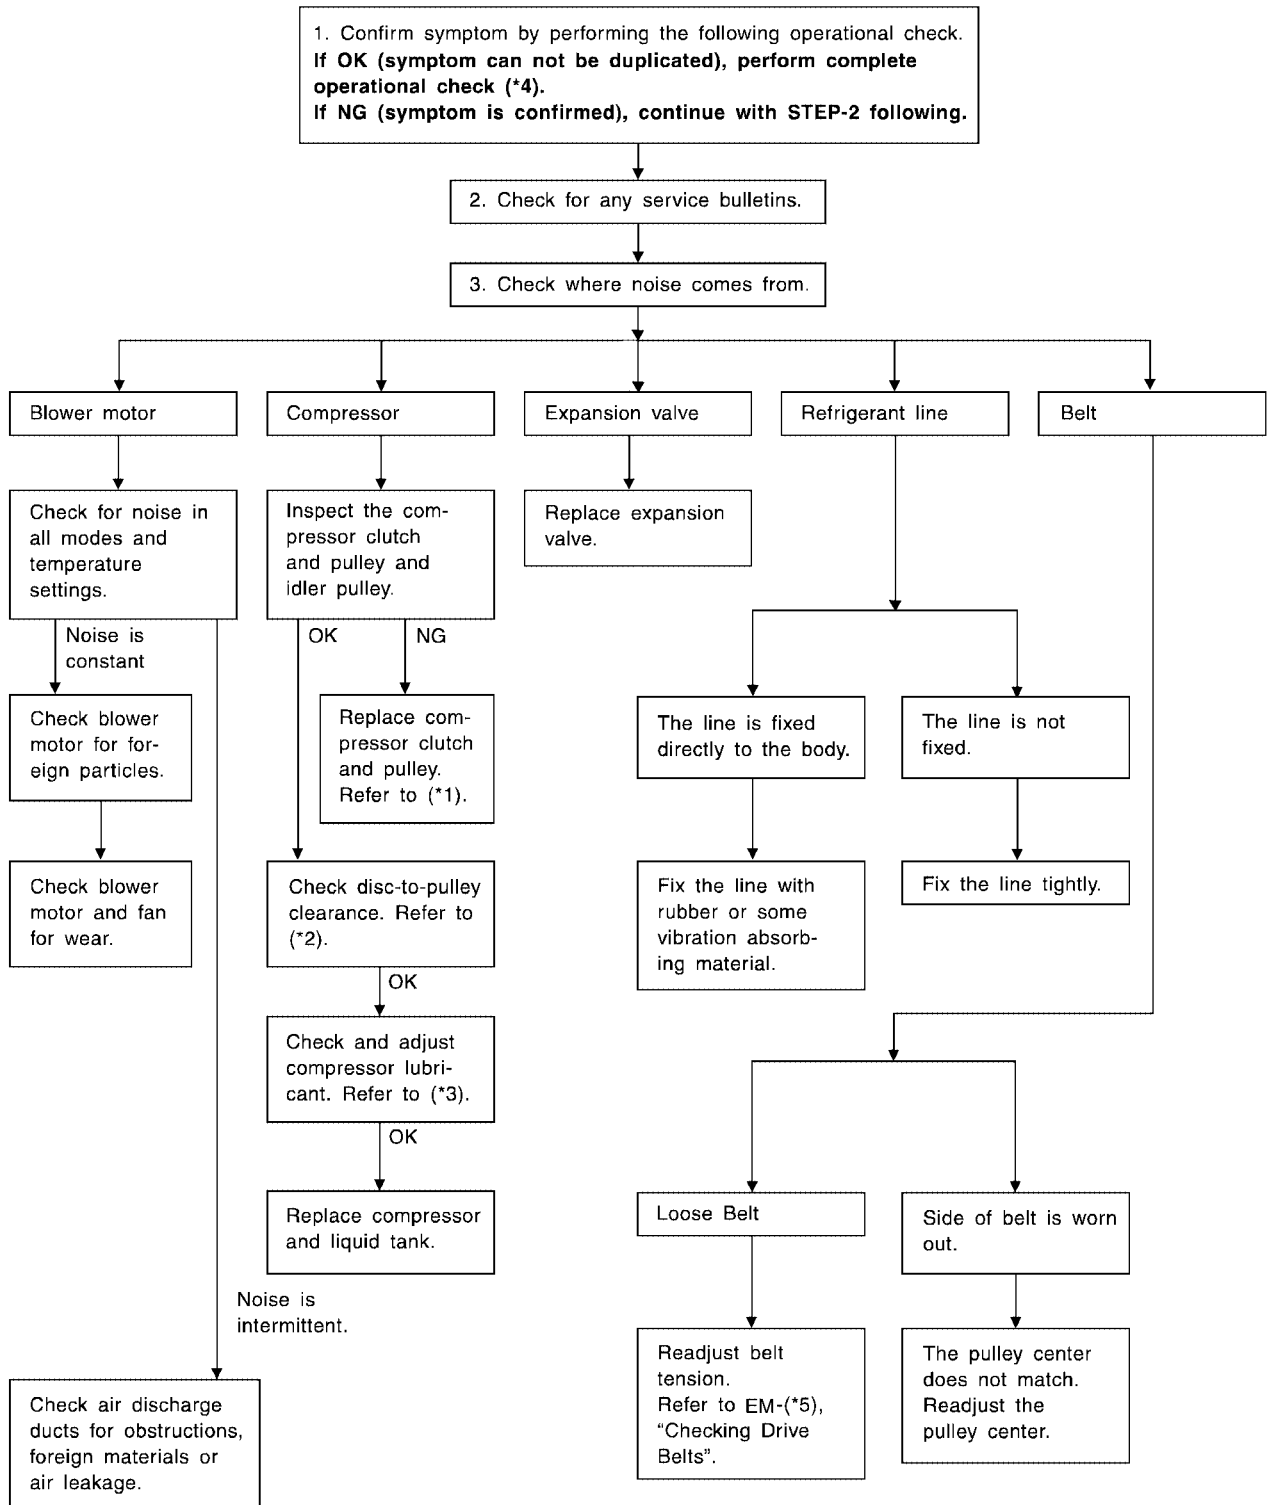 1. Confirm symptom by performing the following operational check.
If OK (symptom can not be duplicated), perform complete
operational check (*4).
If NG (symptom is confirmed), continue with STEP-2 following.
2. Check for any service bulletins.
3. Check where noise comes from.
Blower motor
Compressor
Expansion valve
Refrigerant line
Belt
Check for noise in
all modes and
temperature
settings.
Inspect the com-
pressor clutch
and pulley and
idler pulley.
Replace expansion
valve.
Noise is
constant
OK
NG
Check blower
motor for for-
eign particles.
Replace com-
pressor clutch
and pulley.
Refer to (*1).
The line is fixed
directly to the body.
The line is not
fixed.
Check blower
motor and fan
for wear.
Check disc-to-pulley
clearance. Refer to
(*2).
Fix the line with
rubber or some
vibration absorb-
ing material.
Fix the line tightly.
OK
Check and adjust
compressor lubri-
cant. Refer to (*3).
OK
Replace compressor
and liquid tank.
Loose Belt
Side of belt is worn
out.
Noise is
intermittent.
Readjust belt
tension.
Refer to EM-(*5),
“Checking Drive
Belts”.
The pulley center
does not match.
Readjust the
pulley center.
Check air discharge
ducts for obstructions,
foreign materials or
air leakage.